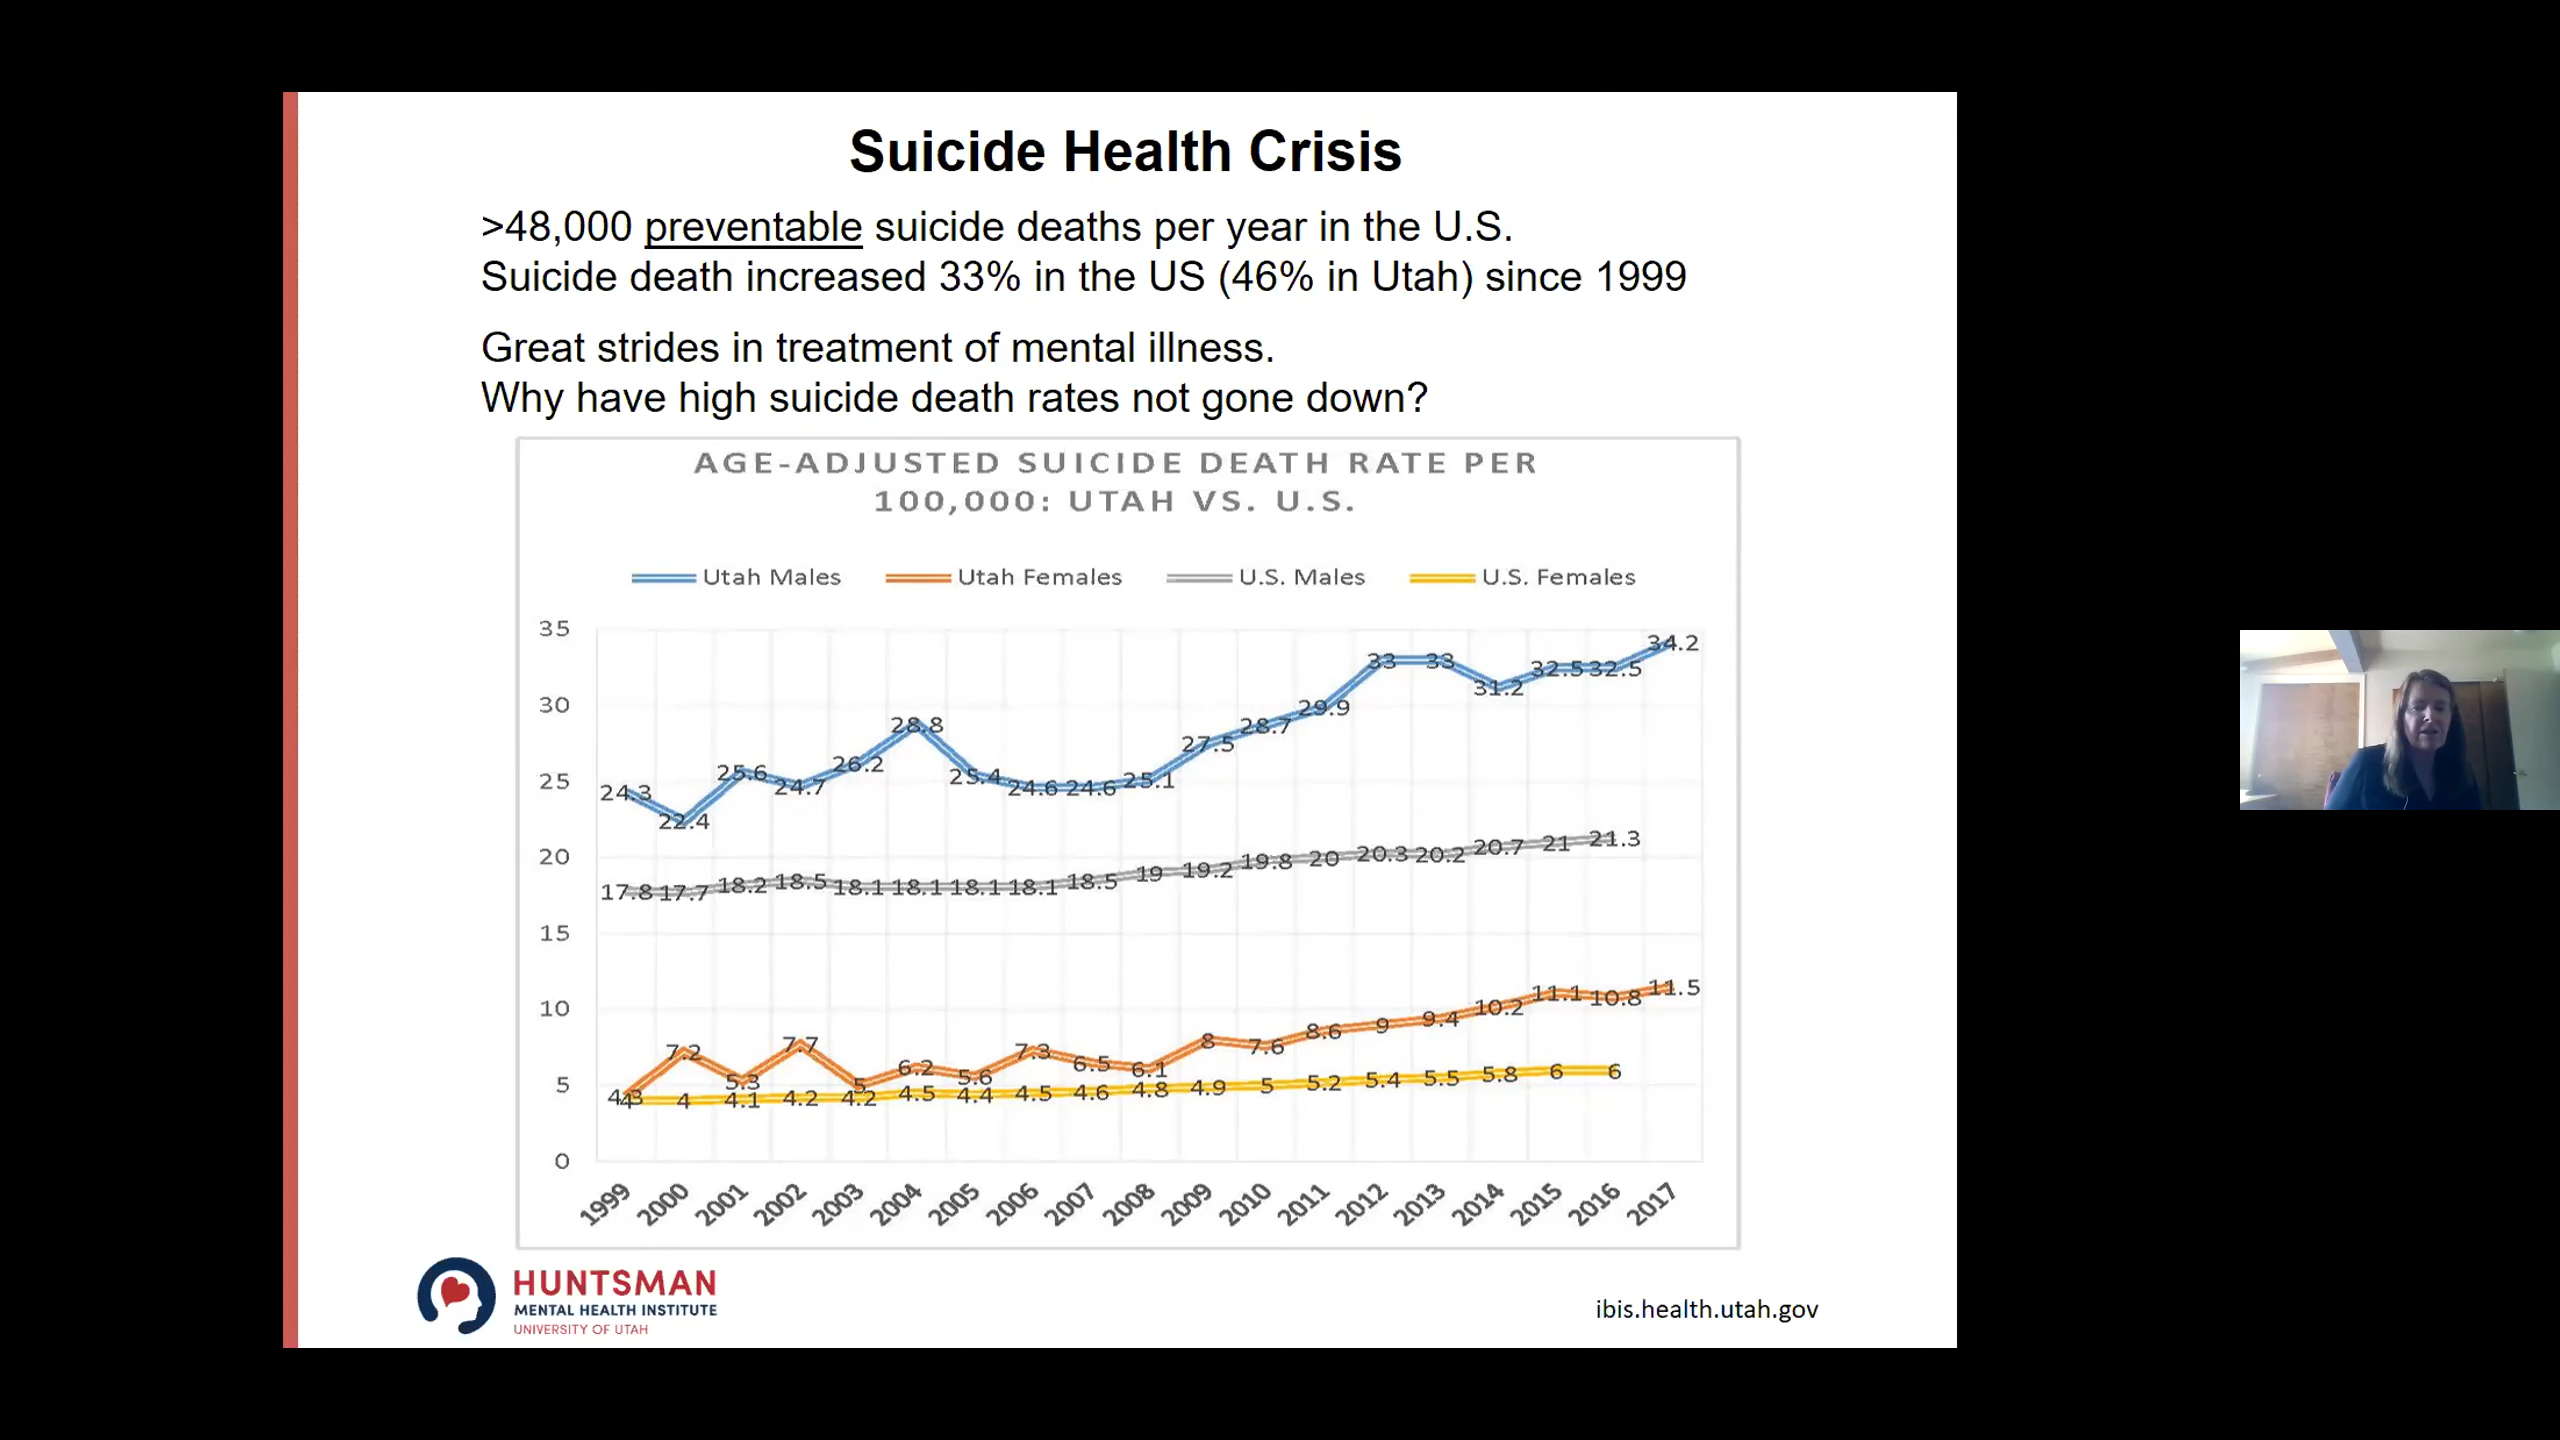 Suicide Health Crisis
>48,000 preventable suicide deaths per year in the U.S.
Suicide death increased 33% in the US (46% in Utah) since 1999
Great strides in treatment of mental illness.
Why have high suicide death rates not gone down?
AGE-ADJUSTED SUICIDE DEATH RATE PER
100,000: UTAH VS. U.S.
Utah Males Utah Females U.S. Males U.S. Females
35
30
25
20
15
10
5
0
24.3 22.4 25.6 24.7 26.2 28.8 25.4 24.6 24.6 25.1 27.5 28.7 29.9 33 33 31.2 32.5 32.5 34.2
17.8 17.7 18.2 18.5 18.1 18.1 18.1 18.1 18.5 19 19.2 19.8 20 20.3 20.2 20.7 21 21.3
4.3 7.2 5.3 7.7 5 6.2 5.6 7.3 6.5 6.1 8 7.6 8.6 9 9.4 10.2 11.1 10.8 11.5
4 4 4.1 4.2 4.2 4.5 4.4 4.5 4.6 4.8 4.9 5 5.2 5.4 5.5 5.8 6 6
1999 2000 2001 2002 2003 2004 2005 2006 2007 2008 2009 2010 2011 2012 2013 2014 2015 2016 2017
HUNTSMAN
MENTAL HEALTH INSTITUTE
UNIVERSITY OF UTAH
ibis.health.utah.gov